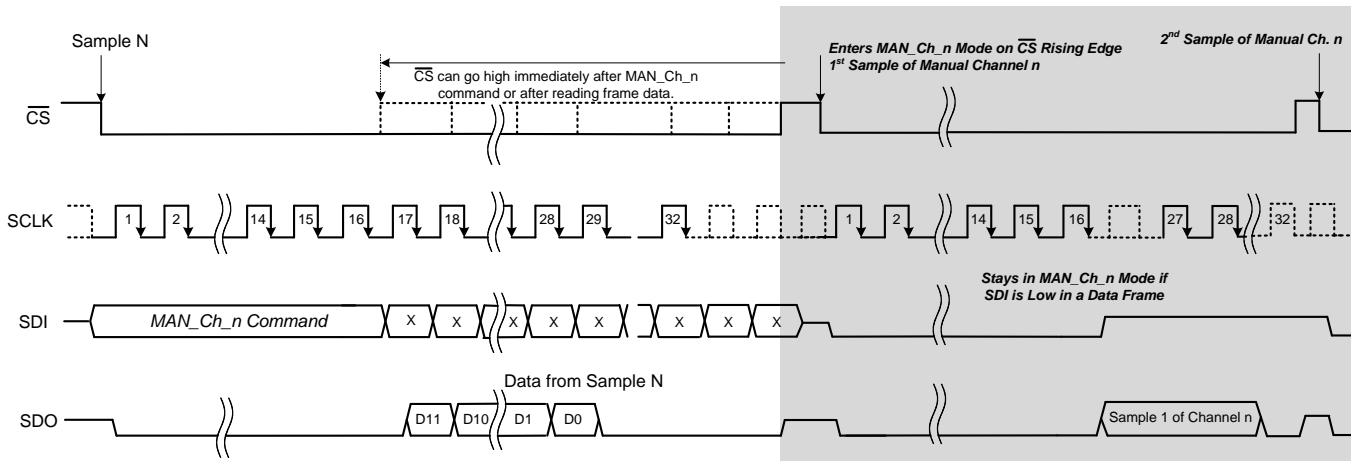 Sample N
CS can go high immediately after MAN_Ch_n
command or after reading frame data.
Enters MAN_Ch_n Mode on CS Rising Edge
1st Sample of Manual Channel n
2nd Sample of Manual Ch. n
CS
SCLK
1 2 14 15 16 17 18 28 29 32 1 2 14 15 16 27 28 32
Stays in MAN_Ch_n Mode if
SDI is Low in a Data Frame
SDI
MAN_Ch_n Command
X X X X X X X X
Data from Sample N
SDO
D11 D10 D1 D0
Sample 1 of Channel n